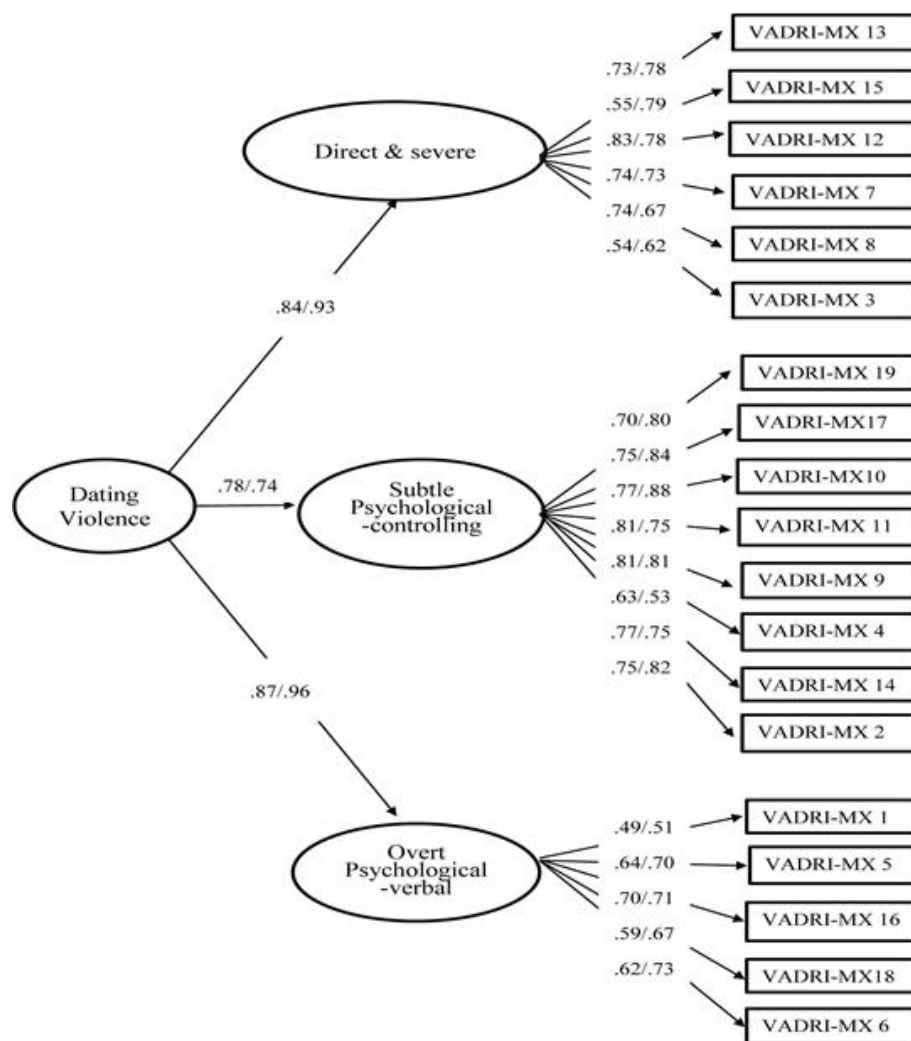 VADRI-MX 13
.73/.78
VADRI-MX 15
.55/.79
Direct & severe
.83/.78
VADRI-MX 12
.74/.73
VADRI-MX 7
.74/.67
VADRI-MX 8
.54/.62
VADRI-MX 3
.84/.93
VADRI-MX 19
.70/.80
VADRI-MX17
.75/.84
VADRI-MX10
.77/.88
Dating
Violence
.78/.74
Subtle
Psychological
-controlling
.81/.75
VADRI-MX 11
.81/.81
VADRI-MX 9
.63/.53
VADRI-MX 4
.77/.75
VADRI-MX 14
.75/.82
VADRI-MX 2
.87/.96
.49/.51
VADRI-MX 1
Overt
Psychological
-verbal
.64/.70
VADRI-MX 5
.70/.71
VADRI-MX 16
.59/.67
VADRI-MX18
.62/.73
VADRI-MX 6